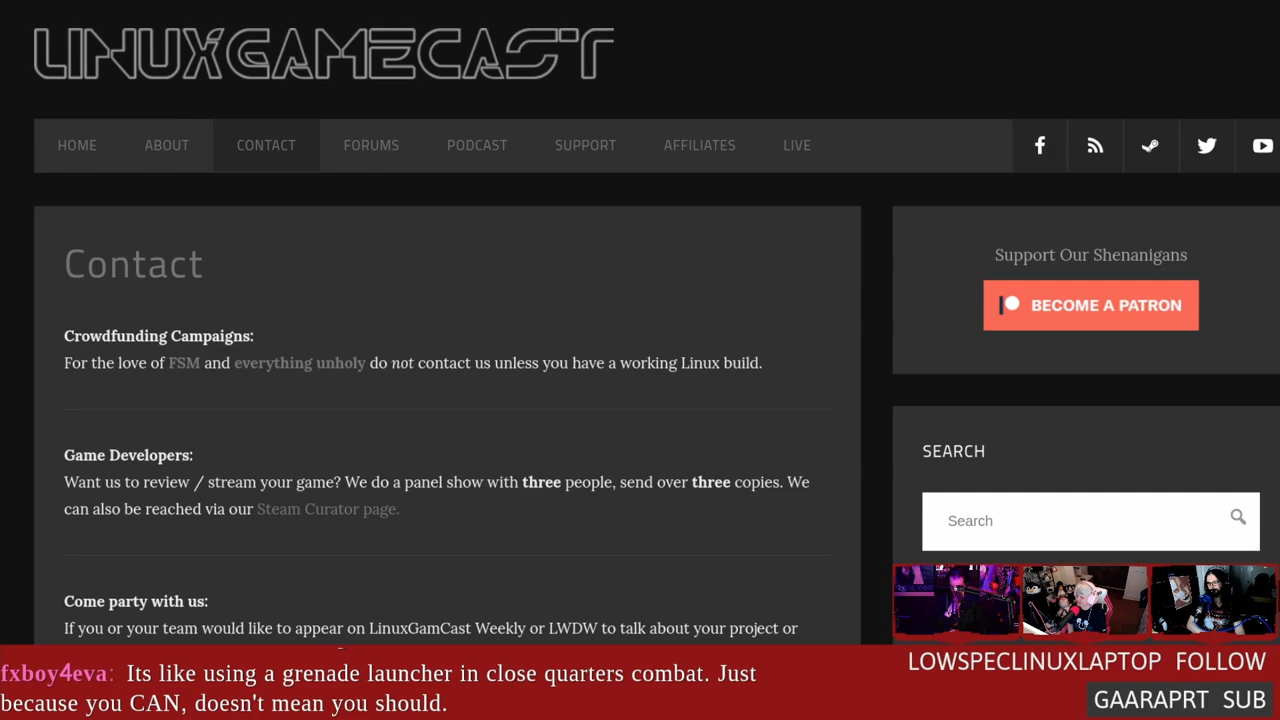 LINUXGAMECAST
HOME ABOUT CONTACT FORUMS PODCAST SUPPORT AFFILIATES LIVE
Contact
Crowdfunding Campaigns:
For the love of FSM and everything unholy do not contact us unless you have a working Linux build.
Game Developers:
Want us to review / stream your game? We do a panel show with three people, send over three copies. We
can also be reached via our Steam Curator page.
Come party with us:
If you or your team would like to appear on LinuxGamCast Weekly or LWDW to talk about your project or
Support Our Shenanigans
BECOME A PATRON
SEARCH
Search
fxboy4eva: Its like using a grenade launcher in close quarters combat. Just
because you CAN, doesn't mean you should.
LOWSPECLINUXLAPTOP FOLLOW
GAARAPRT SUB